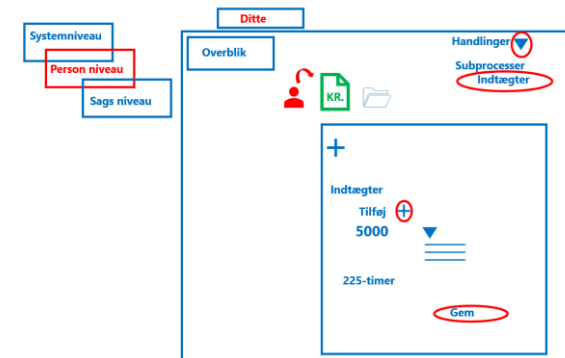 Ditte
Systemniveau
Person niveau
Sags niveau
Overblik
Handlinger
Subprocesser
Indtægter
KR.
Indtægter
Tilføj
5000
225-timer
Gem